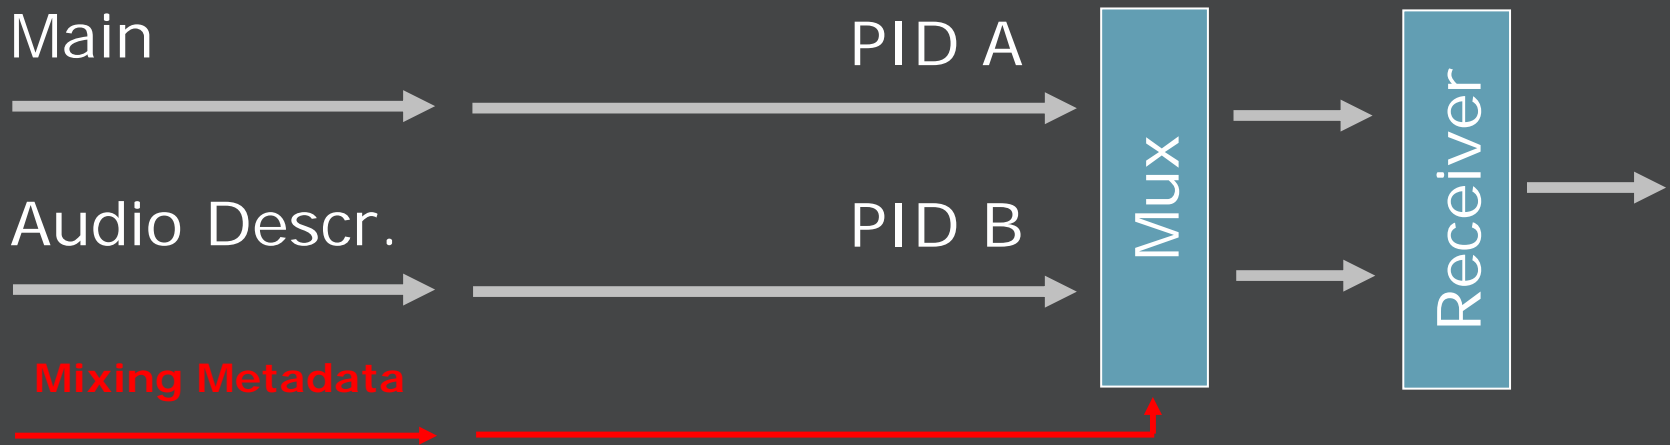 Main
PID A
Audio Descr.
PID B
Mixing Metadata
Mux
Receiver